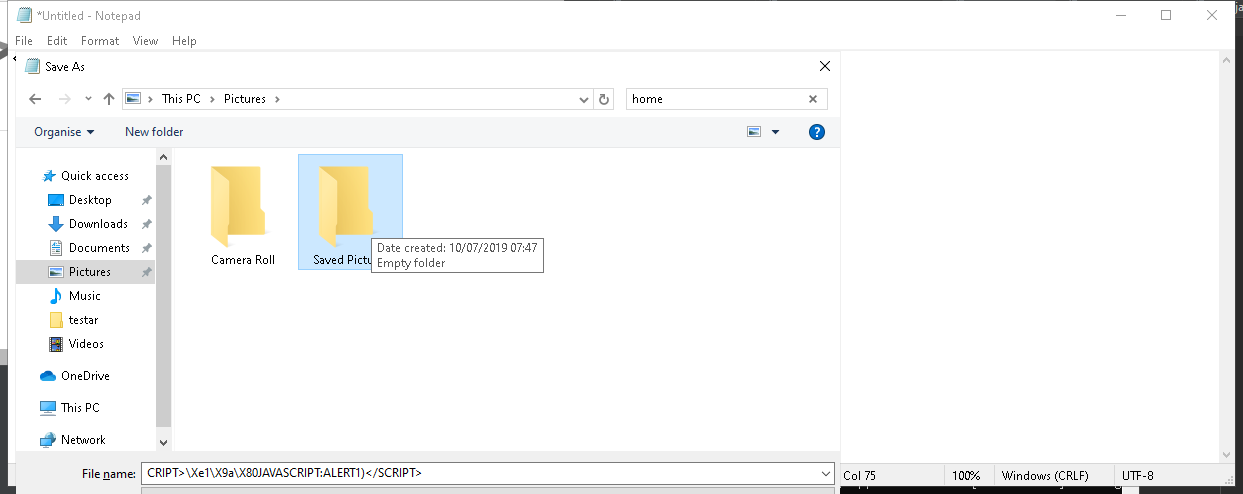 *Untitled - Notepad
File Edit Format View Help
Save As
This PC Pictures home
Organise New folder
Quick access
Desktop
Downloads
Documents
Pictures
Music
testar
Videos
OneDrive
This PC
Network
Camera Roll
Saved Pictu
Date created: 10/07/2019 07:47
Empty folder
File name: CRIPT>\Xe1\X9a\X80JAVASCRIPT:ALERT1)</SCRIPT>
Col 75 100% Windows (CRLF) UTF-8